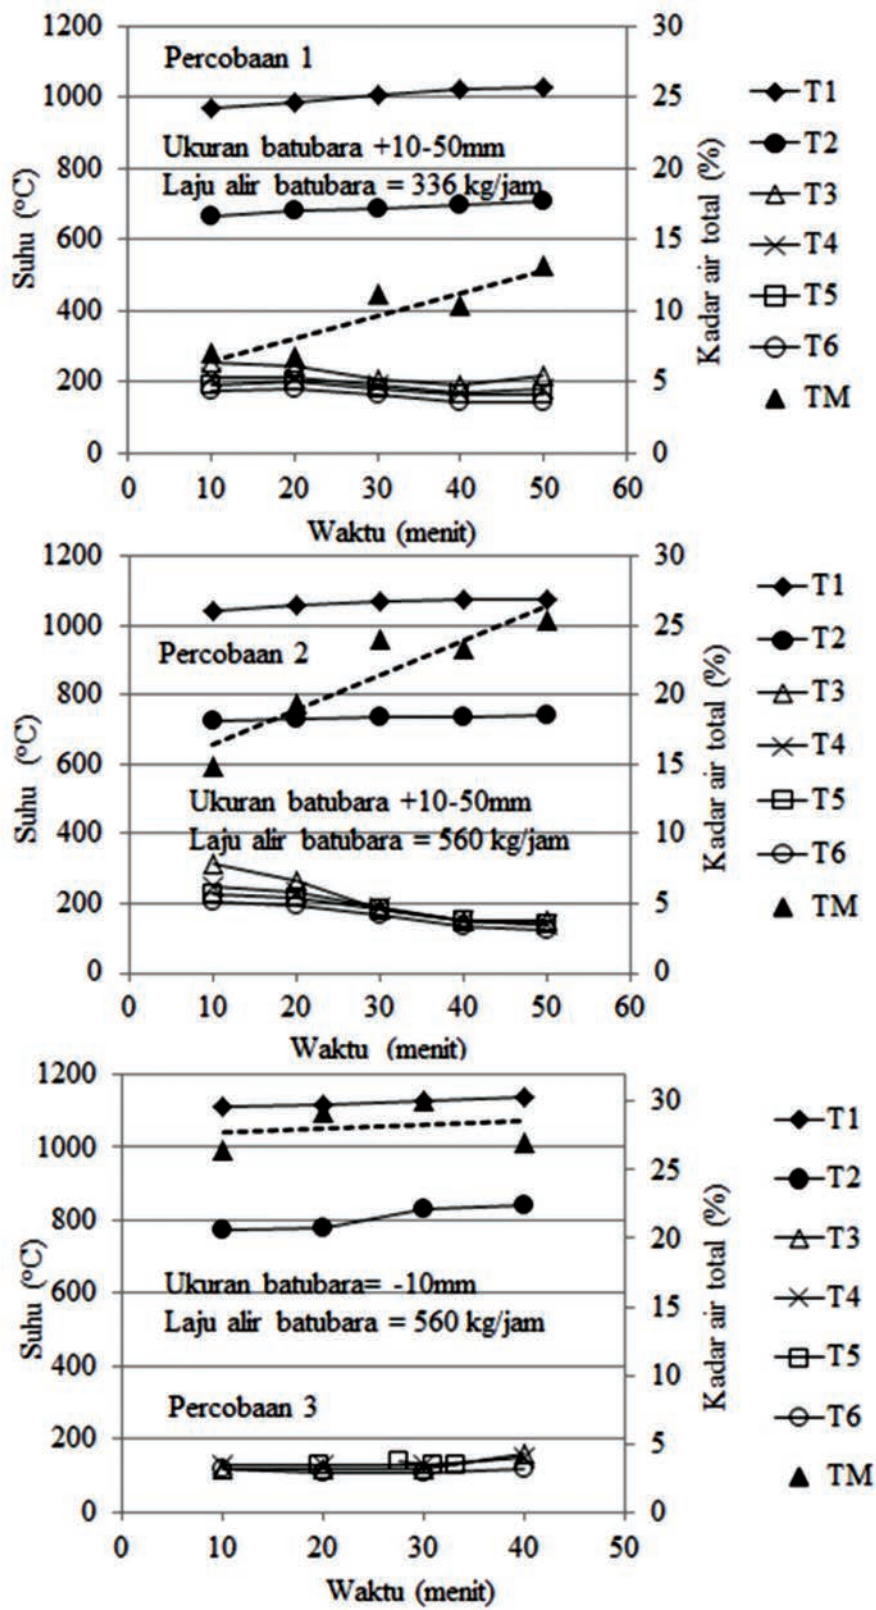 1200
1000
800
600
400
200
0
Suhu (°C)
Percobaan 1
Ukuran batubara +10-50mm
Laju alir batubara = 336 kg/jam
30
25
20
15
10
5
0
Kadar air total (%)
0 10 20 30 40 50 60
Waktu (menit)
T1
T2
T3
T4
T5
T6
TM
1200
1000
800
600
400
200
0
Suhu (°C)
Percobaan 2
Ukuran batubara +10-50mm
Laju alir batubara = 560 kg/jam
30
25
20
15
10
5
0
Kadar air total (%)
0 10 20 30 40 50 60
Waktu (menit)
T1
T2
T3
T4
T5
T6
TM
1200
1000
800
600
400
200
0
Suhu (°C)
Ukuran batubara= -10mm
Laju alir batubara = 560 kg/jam
Percobaan 3
30
25
20
15
10
5
0
Kadar air total (%)
0 10 20 30 40 50
Waktu (menit)
T1
T2
T3
T4
T5
T6
TM